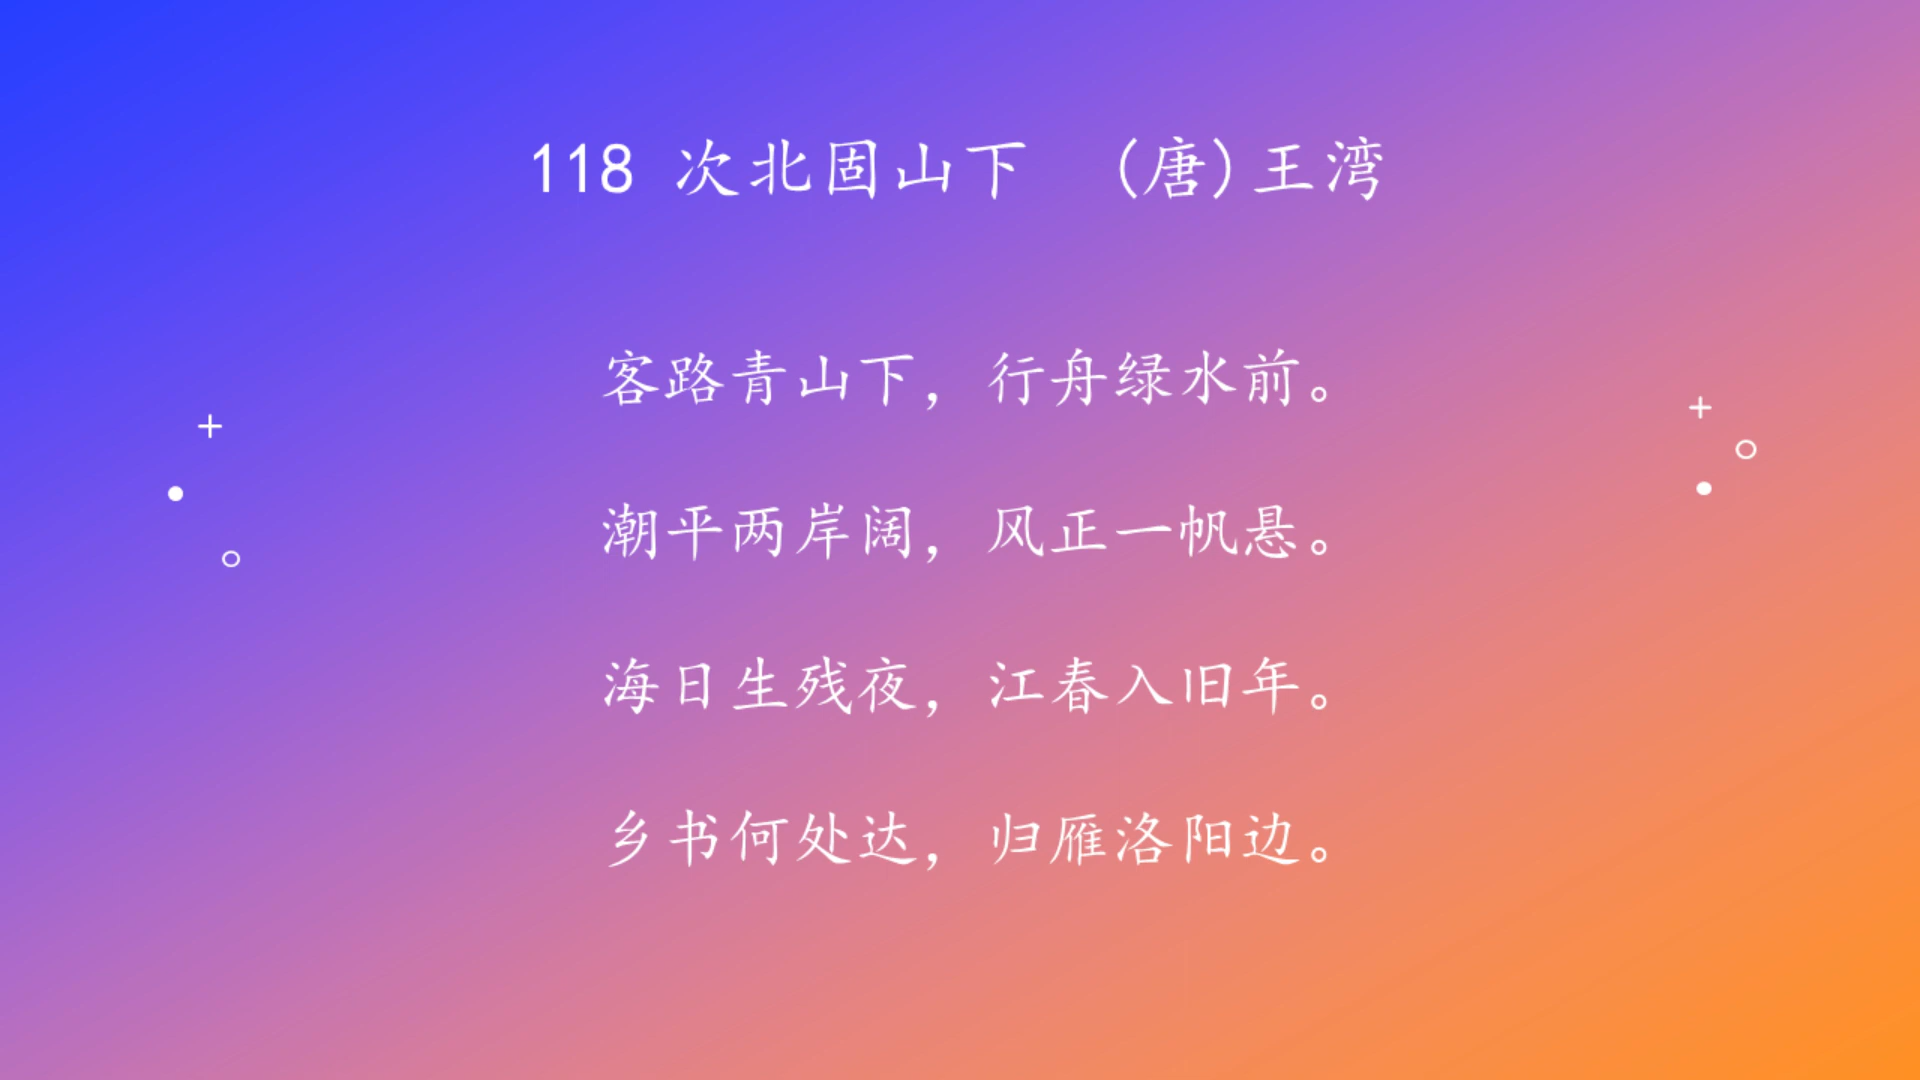 118 次北固山下 (唐)王湾
客路青山下，行舟绿水前。
潮平两岸阔，风正一帆悬。
海日生残夜，江春入旧年。
乡书何处达，归雁洛阳边。